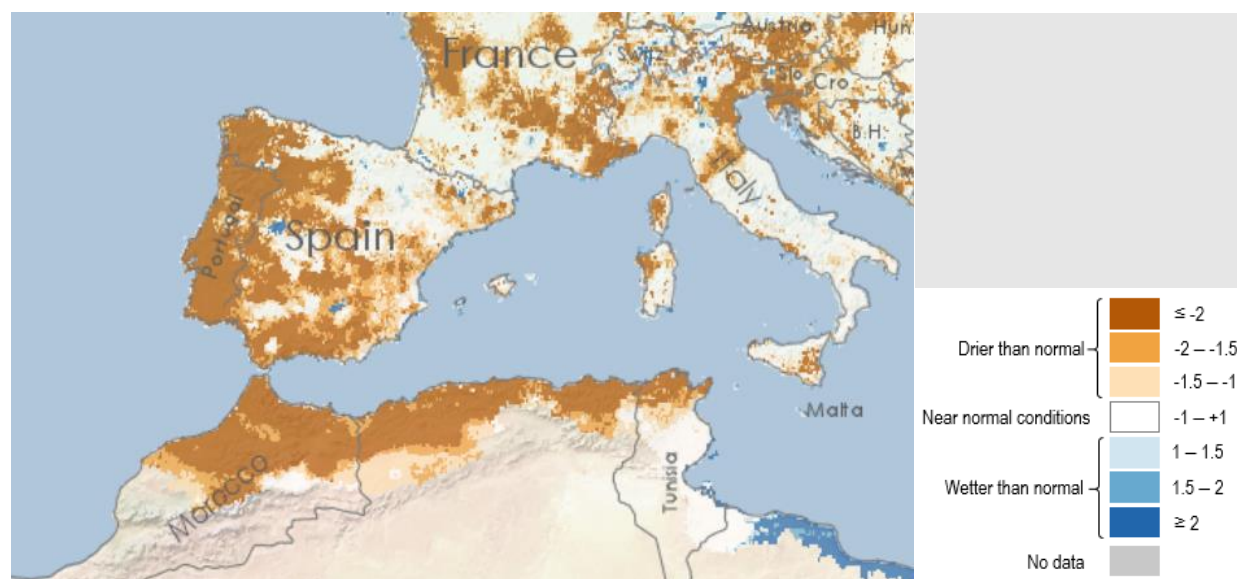 France
Switz.
Austria
Hun.
Slo
Cro
B.H.
Italy
Portugal
Spain
Malta
Morocco
Tunisia
Drier than normal
≤ -2
-2 – -1.5
-1.5 – -1
Near normal conditions
-1 – +1
Wetter than normal
1 – 1.5
1.5 – 2
≥ 2
No data